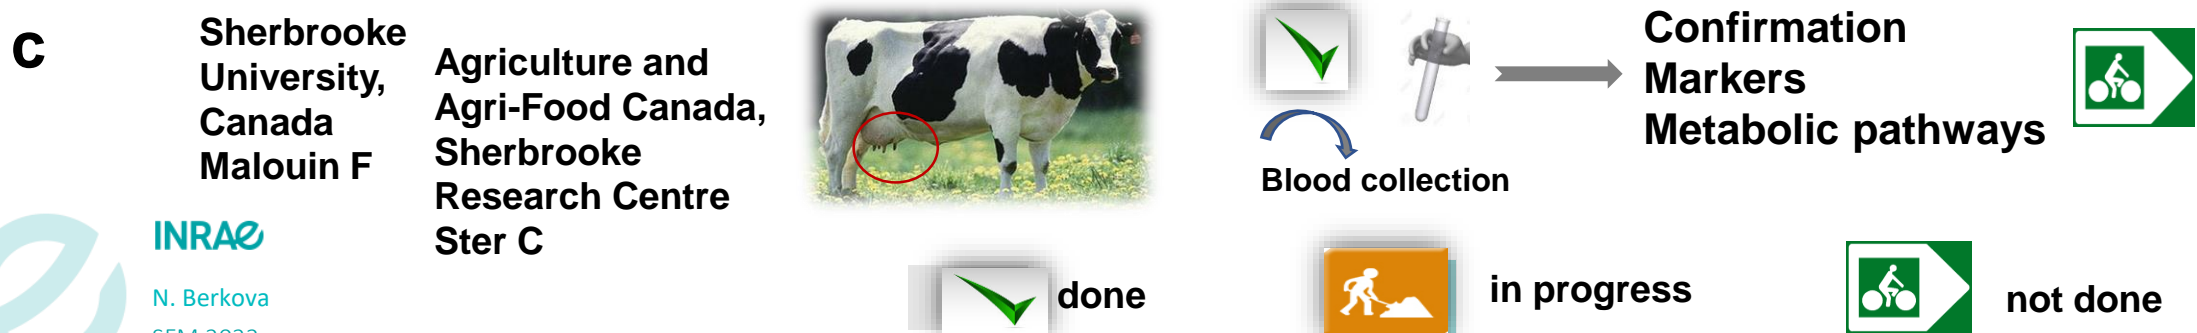 c
Sherbrooke
University,
Canada
Malouin F
Agriculture and
Agri-Food Canada,
Sherbrooke
Research Centre
Ster C
Blood collection
Confirmation
Markers
Metabolic pathways
INRAE
N. Berkova
done
in progress
not done